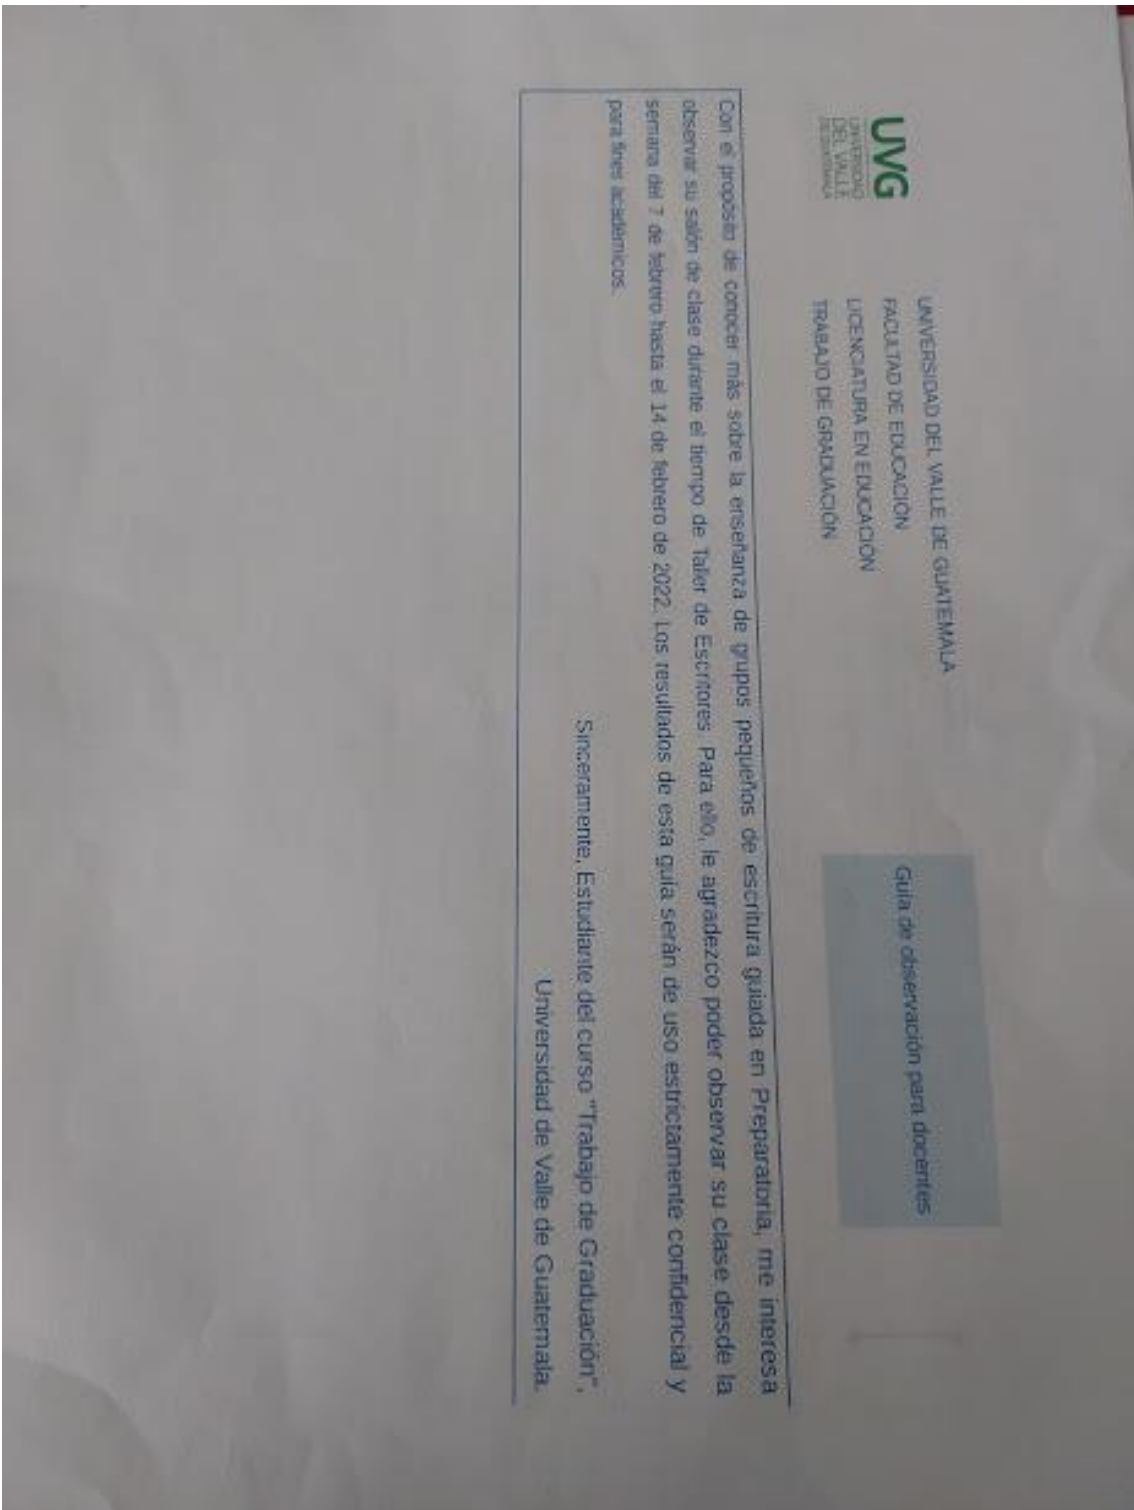 UVG
UNIVERSIDAD
DEL VALLE
DE GUATEMALA
UNIVERSIDAD DEL VALLE DE GUATEMALA
FACULTAD DE EDUCACIÓN
LICENCIATURA EN EDUCACIÓN
TRABAJO DE GRADUACIÓN
Guía de observación para docentes
Con el propósito de conocer más sobre la enseñanza de grupos pequeños de escritura guiada en Preparatoria, me interesa
observar su salón de clase durante el tiempo de Taller de Escritores. Para ello, le agradezco poder observar su clase desde la
semana del 7 de febrero hasta el 14 de febrero de 2022. Los resultados de esta guía serán de uso estrictamente confidencial y
para fines académicos.
Sinceramente, Estudiante del curso "Trabajo de Graduación",
Universidad de Valle de Guatemala.